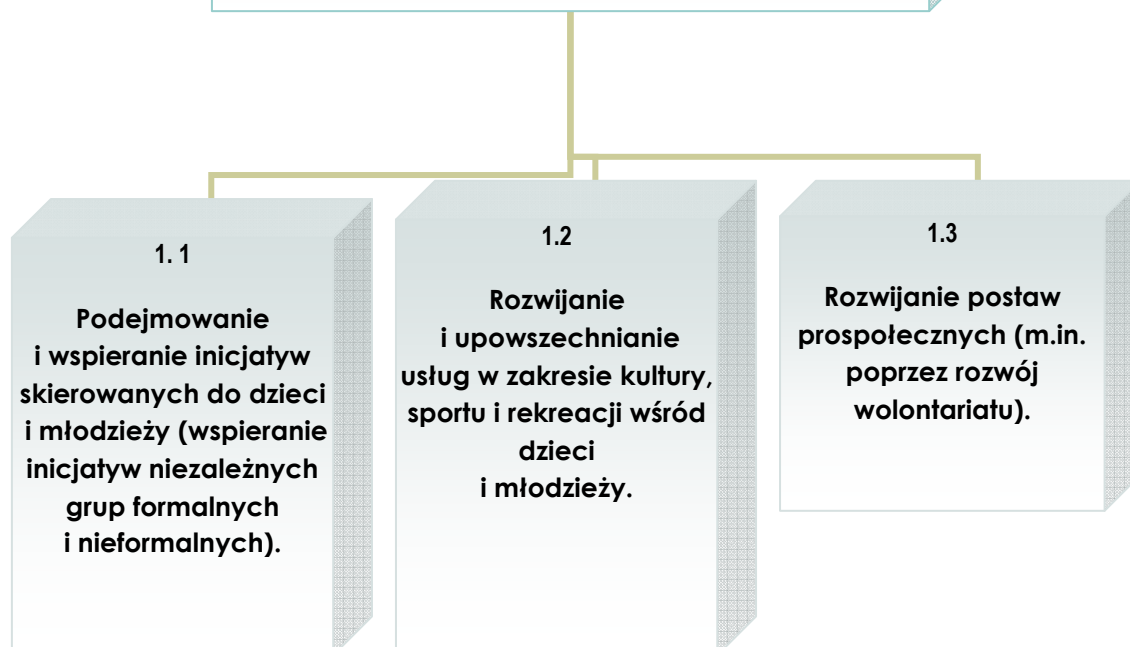 1. 1
Podejmowanie
i wspieranie inicjatyw
skierowanych do dzieci
i młodzieży (wspieranie
inicjatyw niezależnych
grup formalnych
i nieformalnych).
1.2
Rozwijanie
i upowszechnianie
usług w zakresie kultury,
sportu i rekreacji wśród
dzieci
i młodzieży.
1.3
Rozwijanie postaw
prospołecznych (m.in.
poprzez rozwój
wolontariatu).